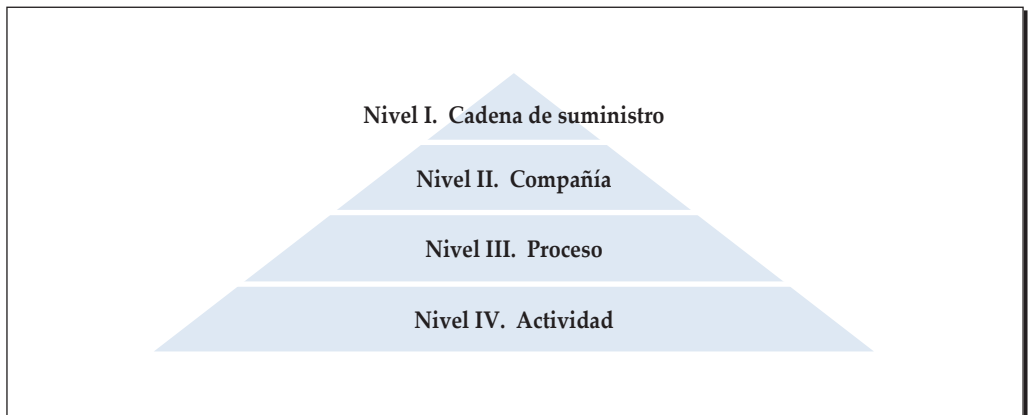 Nivel I. Cadena de suministro
Nivel II. Compañía
Nivel III. Proceso
Nivel IV. Actividad